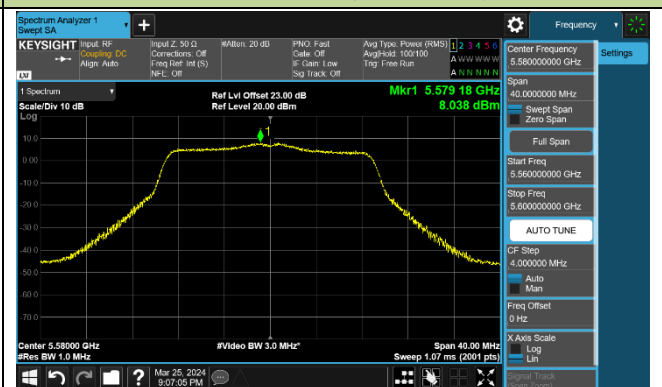 Spectrum Analyzer 1
Swept SA
+
Frequency
KEYSIGHT
Input: RF
Coupling: DC
Align: Auto
Input Z: 50 Ω
Corrections: Off
Freq Ref: Int (S)
NFE: Off
#Atten: 20 dB
PNO: Fast
Gate: Off
IF Gain: Low
Sig Track: Off
Avg Type: Power (RMS)
Avg|Hold: 100/100
Trig: Free Run
1 2 3 4 5 6
A W W W W W
A N N N N N
LXI
1 Spectrum
Scale/Div 10 dB
Log
Ref Lvl Offset 23.00 dB
Ref Level 20.00 dBm
Mkr1 5.579 18 GHz
8.038 dBm
1
10.0
0.00
-10.0
-20.0
-30.0
-40.0
-50.0
-60.0
-70.0
Center 5.58000 GHz
#Res BW 1.0 MHz
#Video BW 3.0 MHz*
Span 40.00 MHz
Sweep 1.07 ms (2001 pts)
Mar 25, 2024
9:07:05 PM
?
Center Frequency
5.580000000 GHz
Span
40.0000000 MHz
Swept Span
Zero Span
Full Span
Start Freq
5.560000000 GHz
Stop Freq
5.600000000 GHz
AUTO TUNE
CF Step
4.000000 MHz
Auto
Man
Freq Offset
0 Hz
X Axis Scale
Log
Lin
Signal Track
(Span Zoom)
Settings